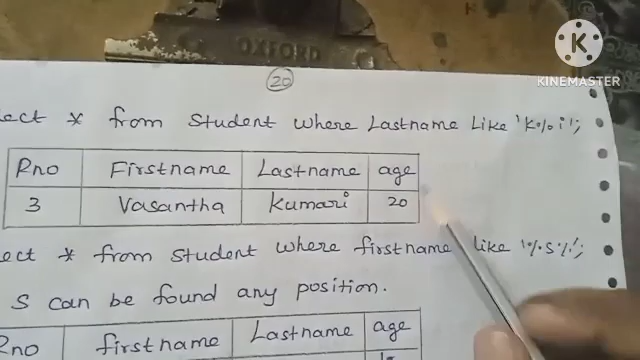 OXFORD
KINEMASTER
20
lect * from Student where Lastname Like 'K%i';
Rno Firstname Lastname age
3 Vasantha Kumari 20
ect * from Student where firstname like '%S%';
S can be found any position.
Rno firstname Lastname age